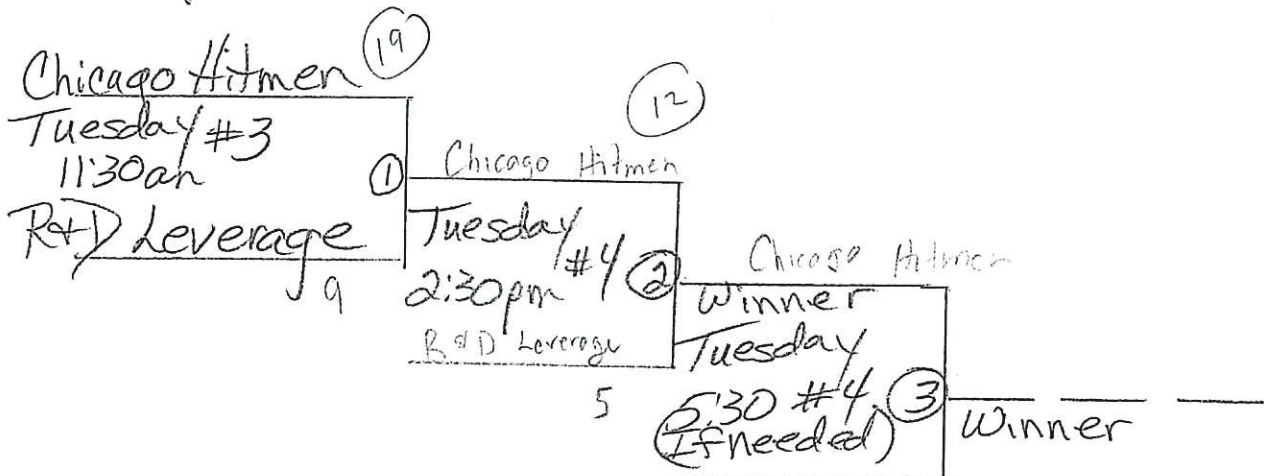 Chicago Hitmen 19
Tuesday #3
11:30am
R&D Leverage
9
1
12
Chicago Hitmen
Tuesday #4
2:30pm
R&D Leverage
5
2
Chicago Hitmen
Winner
Tuesday
5:30 #4
(If needed)
3
Winner